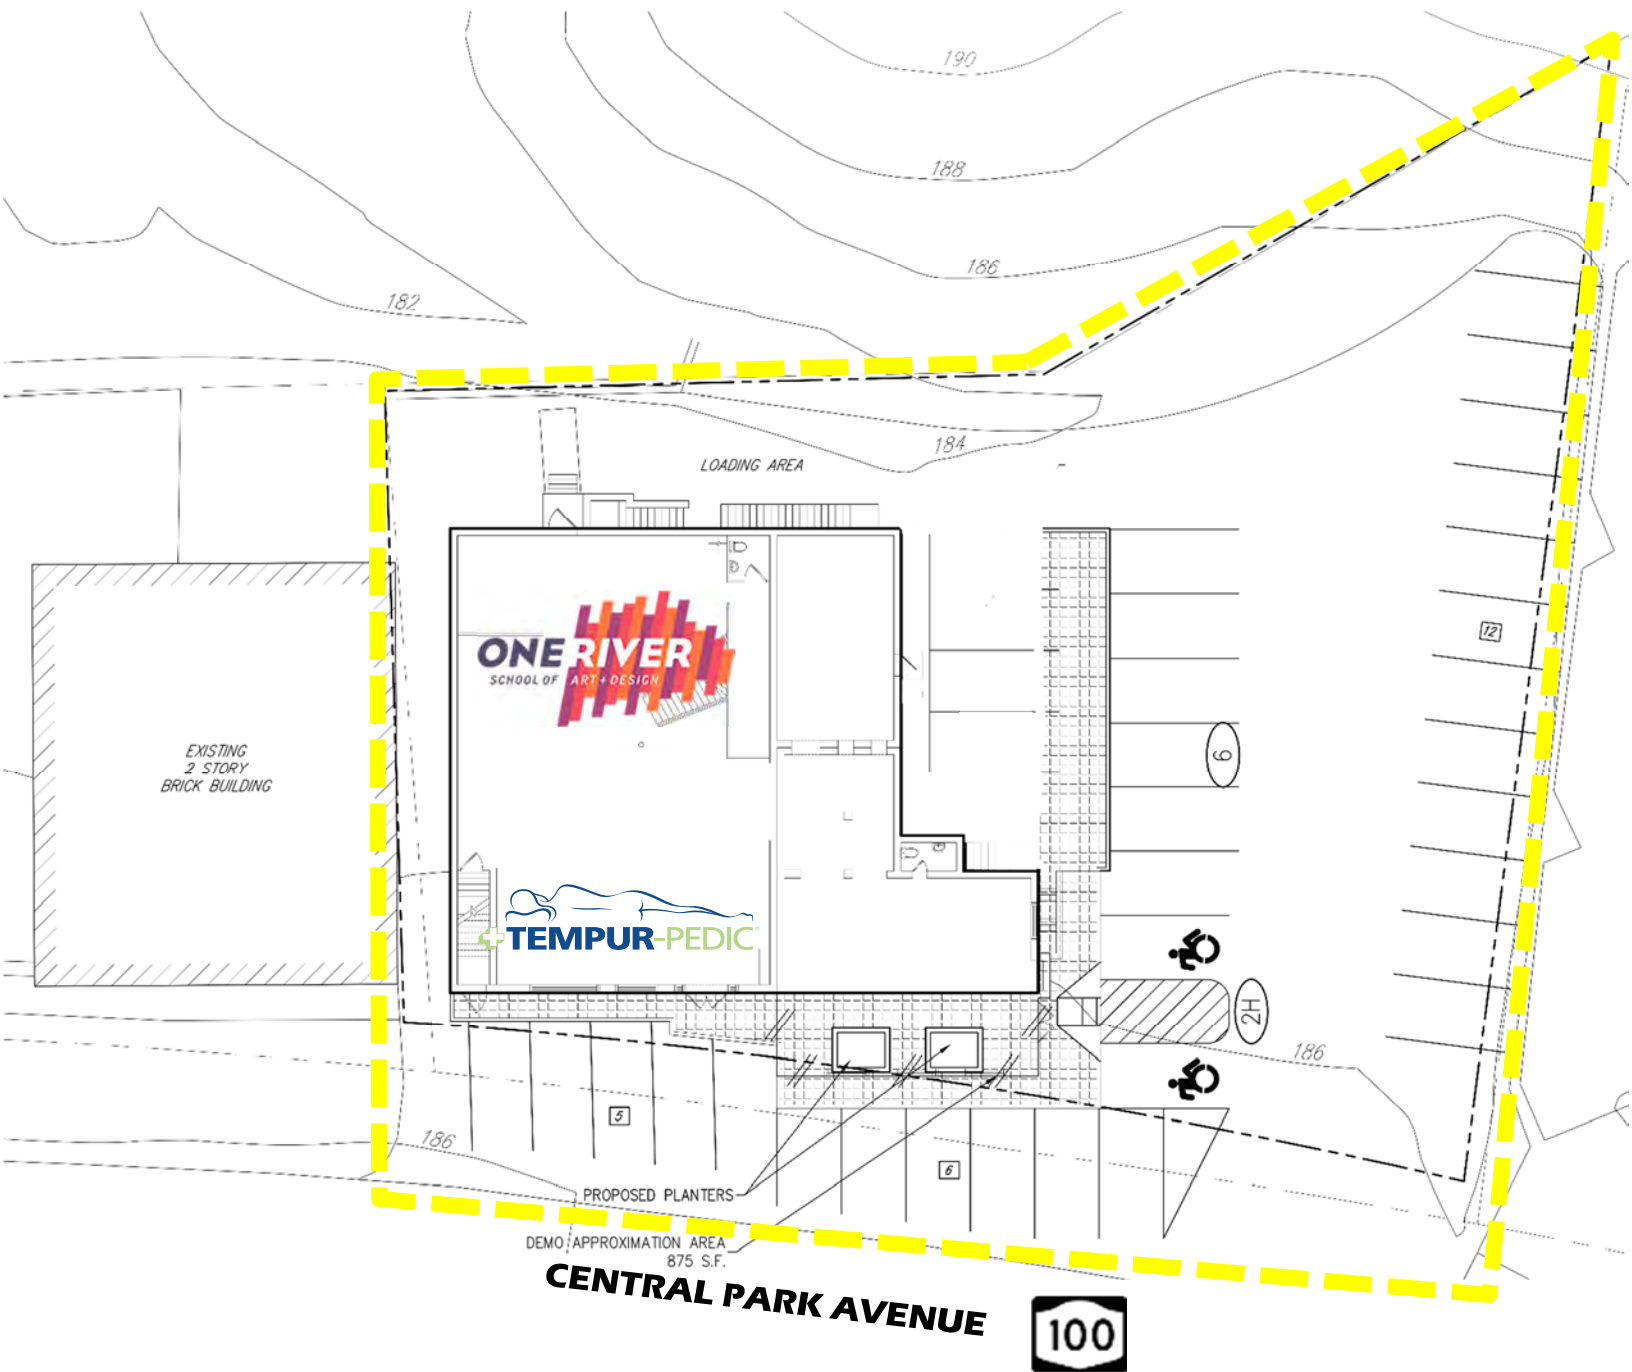 190
188
186
182
184
LOADING AREA
ONE RIVER
SCHOOL OF ART + DESIGN
12
EXISTING
2 STORY
BRICK BUILDING
6
TEMPUR-PEDIC
2H
186
5
186
6
PROPOSED PLANTERS
DEMO APPROXIMATION AREA
875 S.F.
CENTRAL PARK AVENUE
100